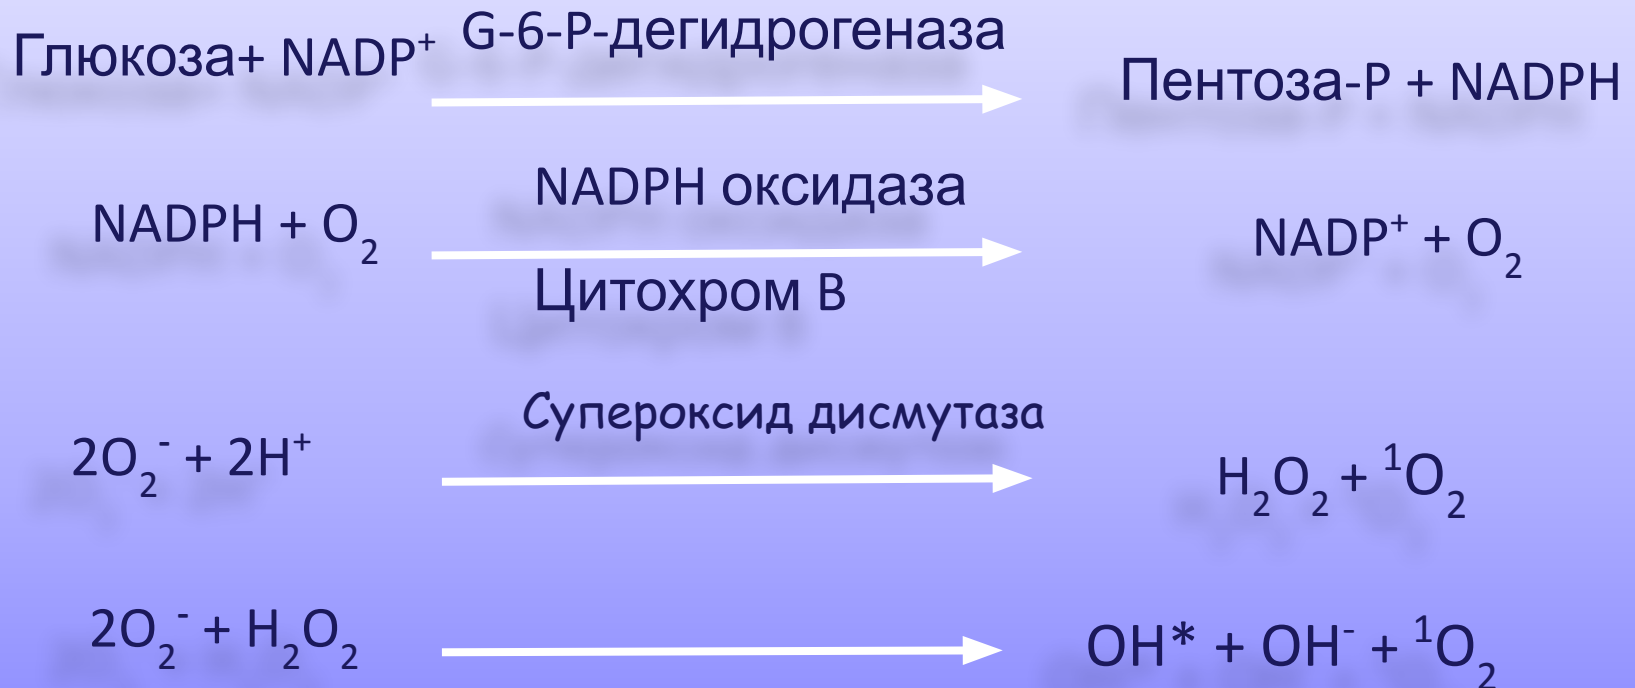 Глюкоза+ NADP⁺ G-6-P-дегидрогеназа Пентоза-P + NADPH
NADPH + O₂ NADPH оксидаза NADP⁺ + O₂
Цитохром B
2O₂⁻ + 2H⁺ Супероксид дисмутаза H₂O₂ + ¹O₂
2O₂⁻ + H₂O₂ OH* + OH⁻ + ¹O₂